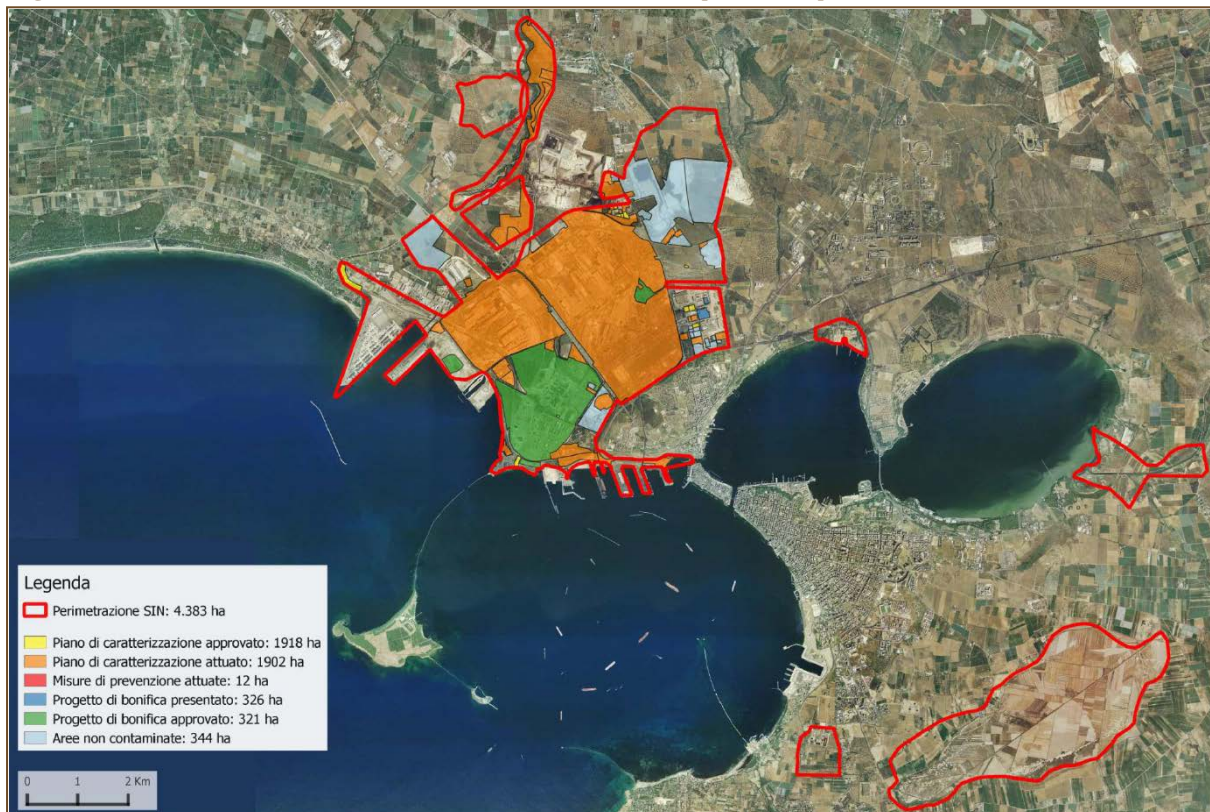 Legenda
Perimetrazione SIN: 4.383 ha
Piano di caratterizzazione approvato: 1918 ha
Piano di caratterizzazione attuato: 1902 ha
Misure di prevenzione attuate: 12 ha
Progetto di bonifica presentato: 326 ha
Progetto di bonifica approvato: 321 ha
Aree non contaminate: 344 ha
0 1 2 Km